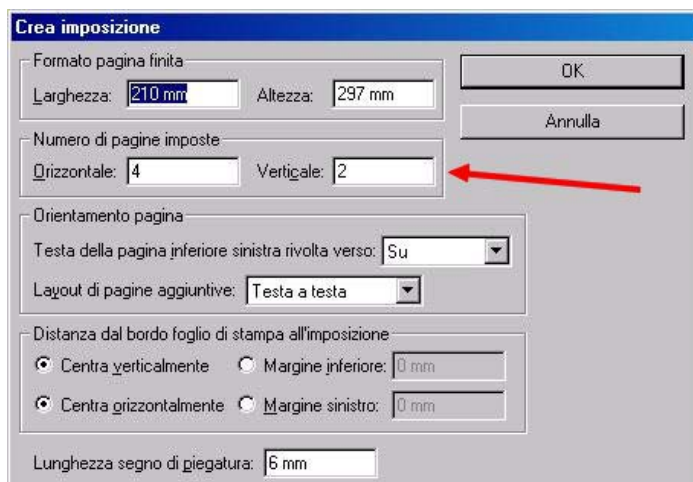 Crea imposizione
Formato pagina finita
Larghezza: 210 mm Altezza: 297 mm
OK
Annulla
Numero di pagine imposte
Orizzontale: 4 Verticale: 2
Orientamento pagina
Testa della pagina inferiore sinistra rivolta verso: Su
Layout di pagine aggiuntive: Testa a testa
Distanza dal bordo foglio di stampa all'imposizione
Centra verticalmente Margine inferiore: 0 mm
Centra orizzontalmente Margine sinistro: 0 mm
Lunghezza segno di piegatura: 6 mm